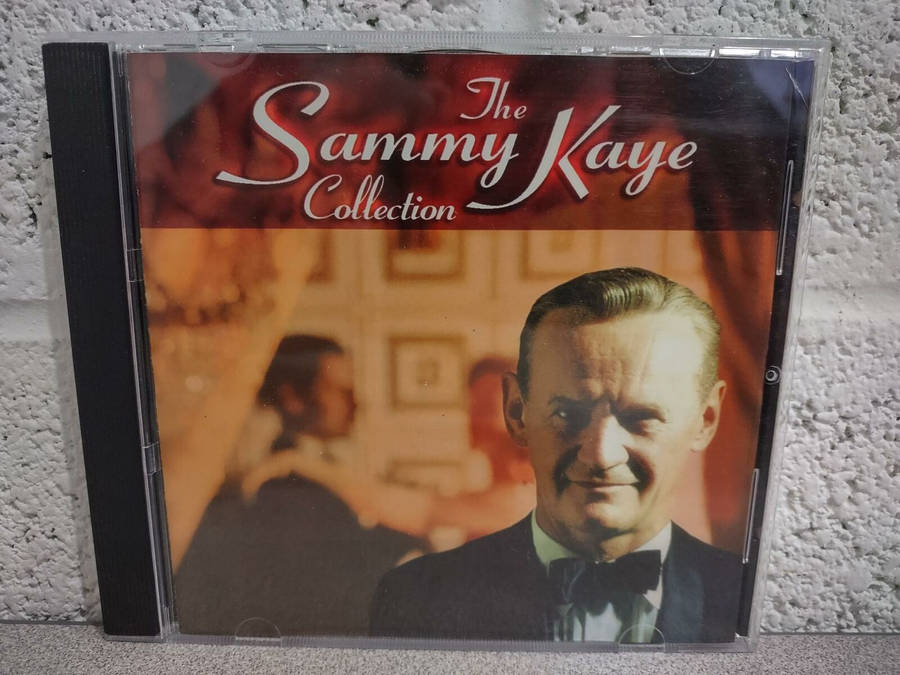 The
Sammy Kaye
Collection